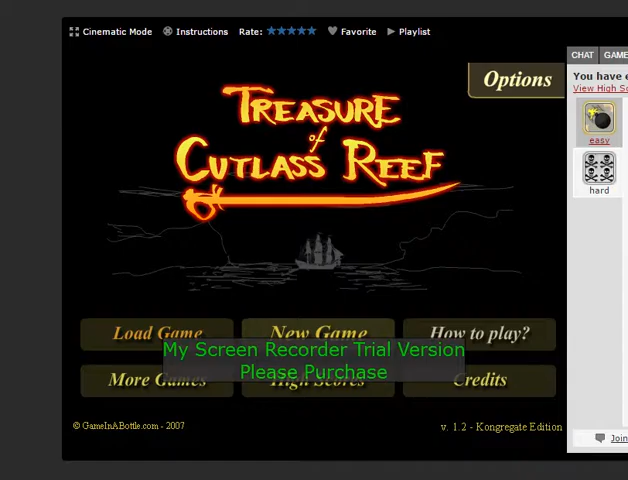 Cinematic Mode Instructions Rate: Favorite Playlist
CHAT GAME
Options
You have e
View High Sc
TREASURE
of
CUTLASS REEF
easy
hard
Load Game New Game How to play?
My Screen Recorder Trial Version
Please Purchase
More Games High Scores Credits
© GameInABottle.com - 2007 v. 1.2 - Kongregate Edition
Join